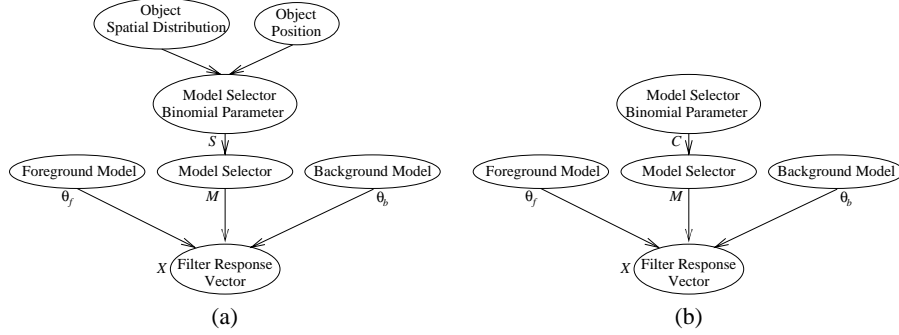 Object
Spatial Distribution
Object
Position
Model Selector
Binomial Parameter
S
Foreground Model
Model Selector
Background Model
θf
M
θb
X
Filter Response
Vector
(a)
Model Selector
Binomial Parameter
C
Foreground Model
Model Selector
Background Model
θf
M
θb
X
Filter Response
Vector
(b)